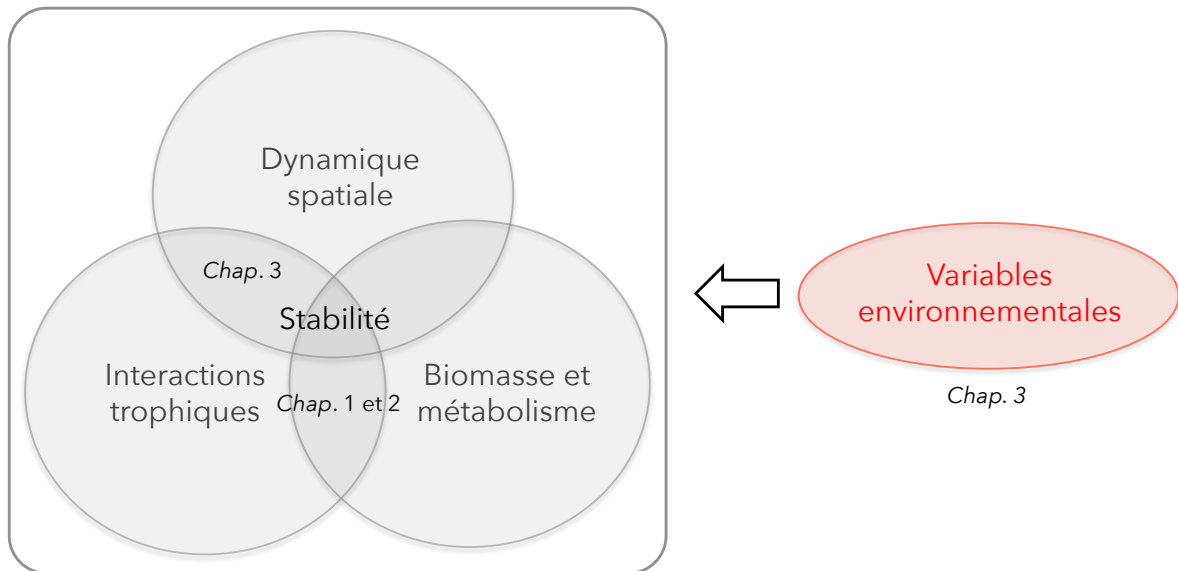 Dynamique
spatiale
Chap. 3
Stabilité
Interactions
trophiques
Chap. 1 et 2
Biomasse et
métabolisme
Variables
environnementales
Chap. 3